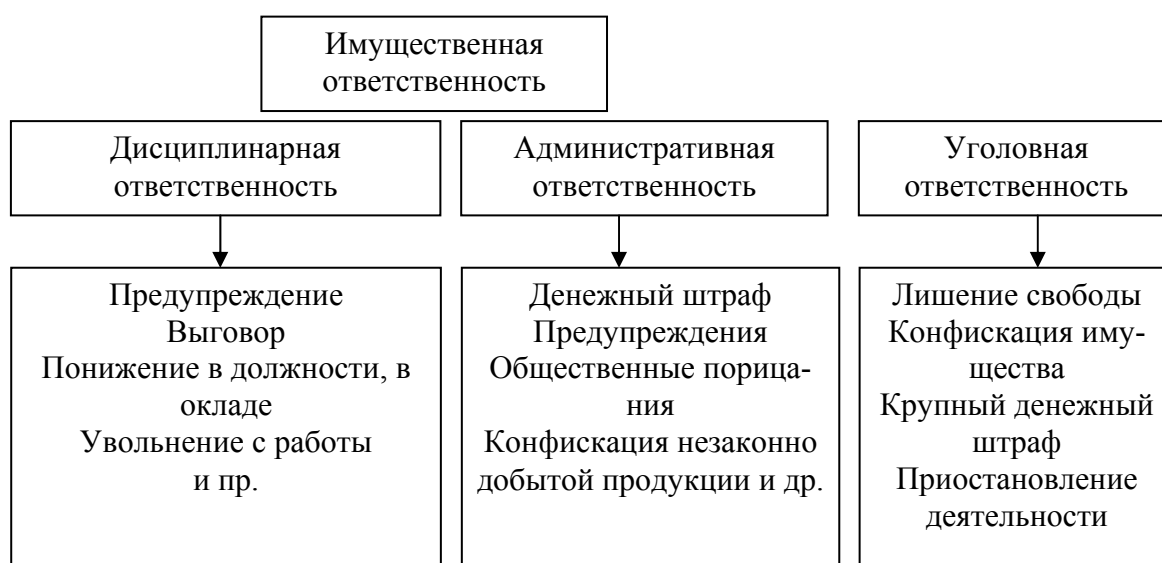 Имущественная
ответственность
Дисциплинарная
ответственность
Административная
ответственность
Уголовная
ответственность
Предупреждение
Выговор
Понижение в должности, в
окладе
Увольнение с работы
и пр.
Денежный штраф
Предупреждения
Общественные порица-
ния
Конфискация незаконно
добытой продукции и др.
Лишение свободы
Конфискация иму-
щества
Крупный денежный
штраф
Приостановление
деятельности